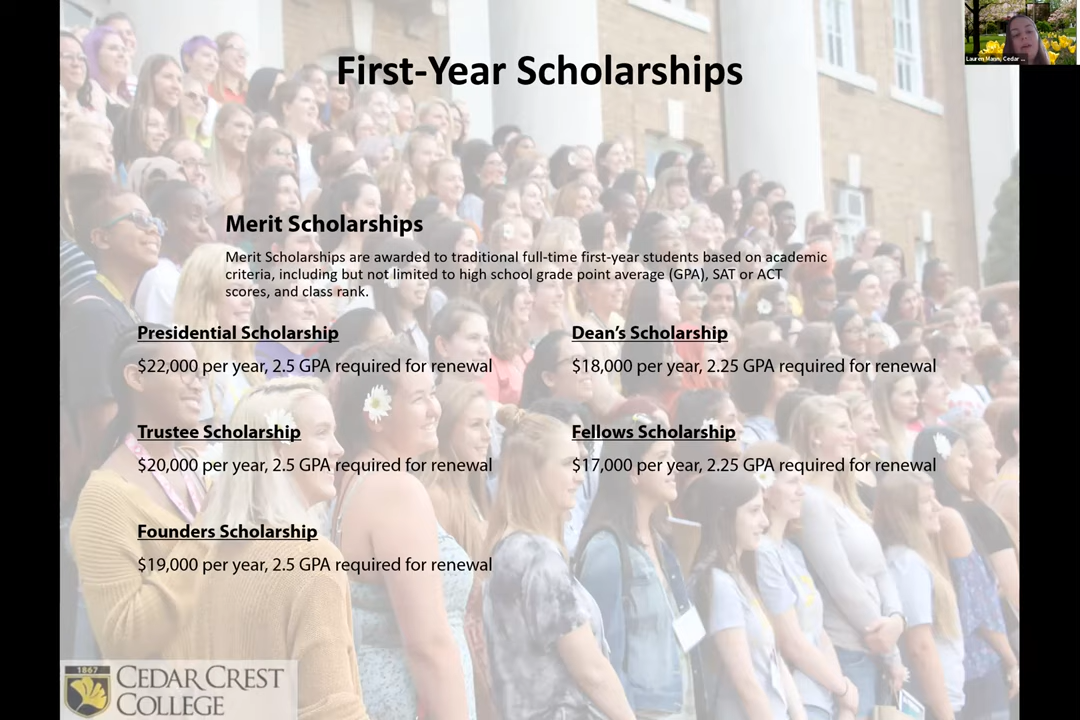 First-Year Scholarships
Lauren Mann, Cedar ...
Merit Scholarships
Merit Scholarships are awarded to traditional full-time first-year students based on academic
criteria, including but not limited to high school grade point average (GPA), SAT or ACT
scores, and class rank.
Presidential Scholarship
$22,000 per year, 2.5 GPA required for renewal
Trustee Scholarship
$20,000 per year, 2.5 GPA required for renewal
Founders Scholarship
$19,000 per year, 2.5 GPA required for renewal
Dean’s Scholarship
$18,000 per year, 2.25 GPA required for renewal
Fellows Scholarship
$17,000 per year, 2.25 GPA required for renewal
1867
CEDAR CREST
COLLEGE